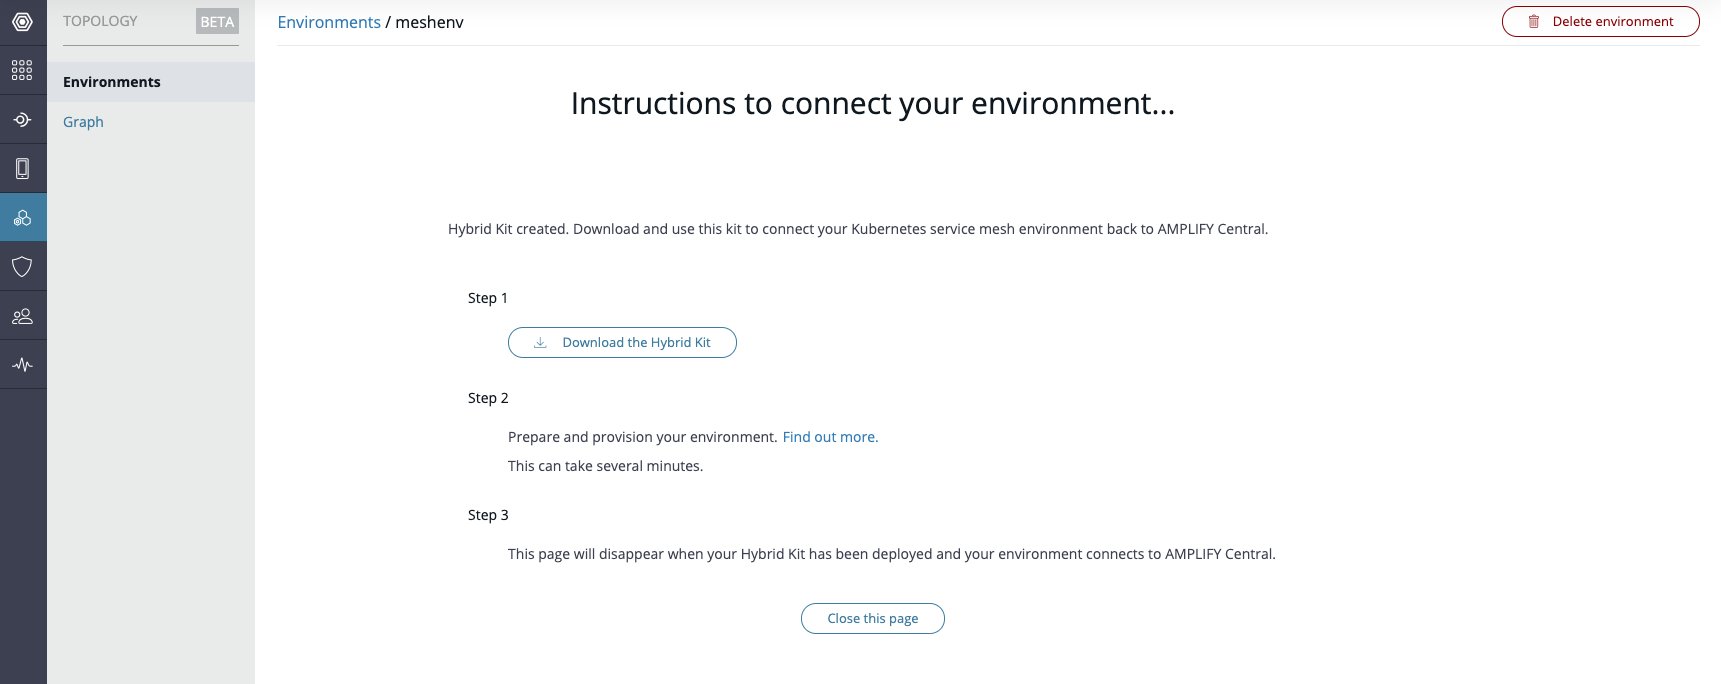 TOPOLOGY BETA
Environments
Graph
Environments / meshenv
Delete environment
Instructions to connect your environment...
Hybrid Kit created. Download and use this kit to connect your Kubernetes service mesh environment back to AMPLIFY Central.
Step 1
Download the Hybrid Kit
Step 2
Prepare and provision your environment. Find out more.
This can take several minutes.
Step 3
This page will disappear when your Hybrid Kit has been deployed and your environment connects to AMPLIFY Central.
Close this page